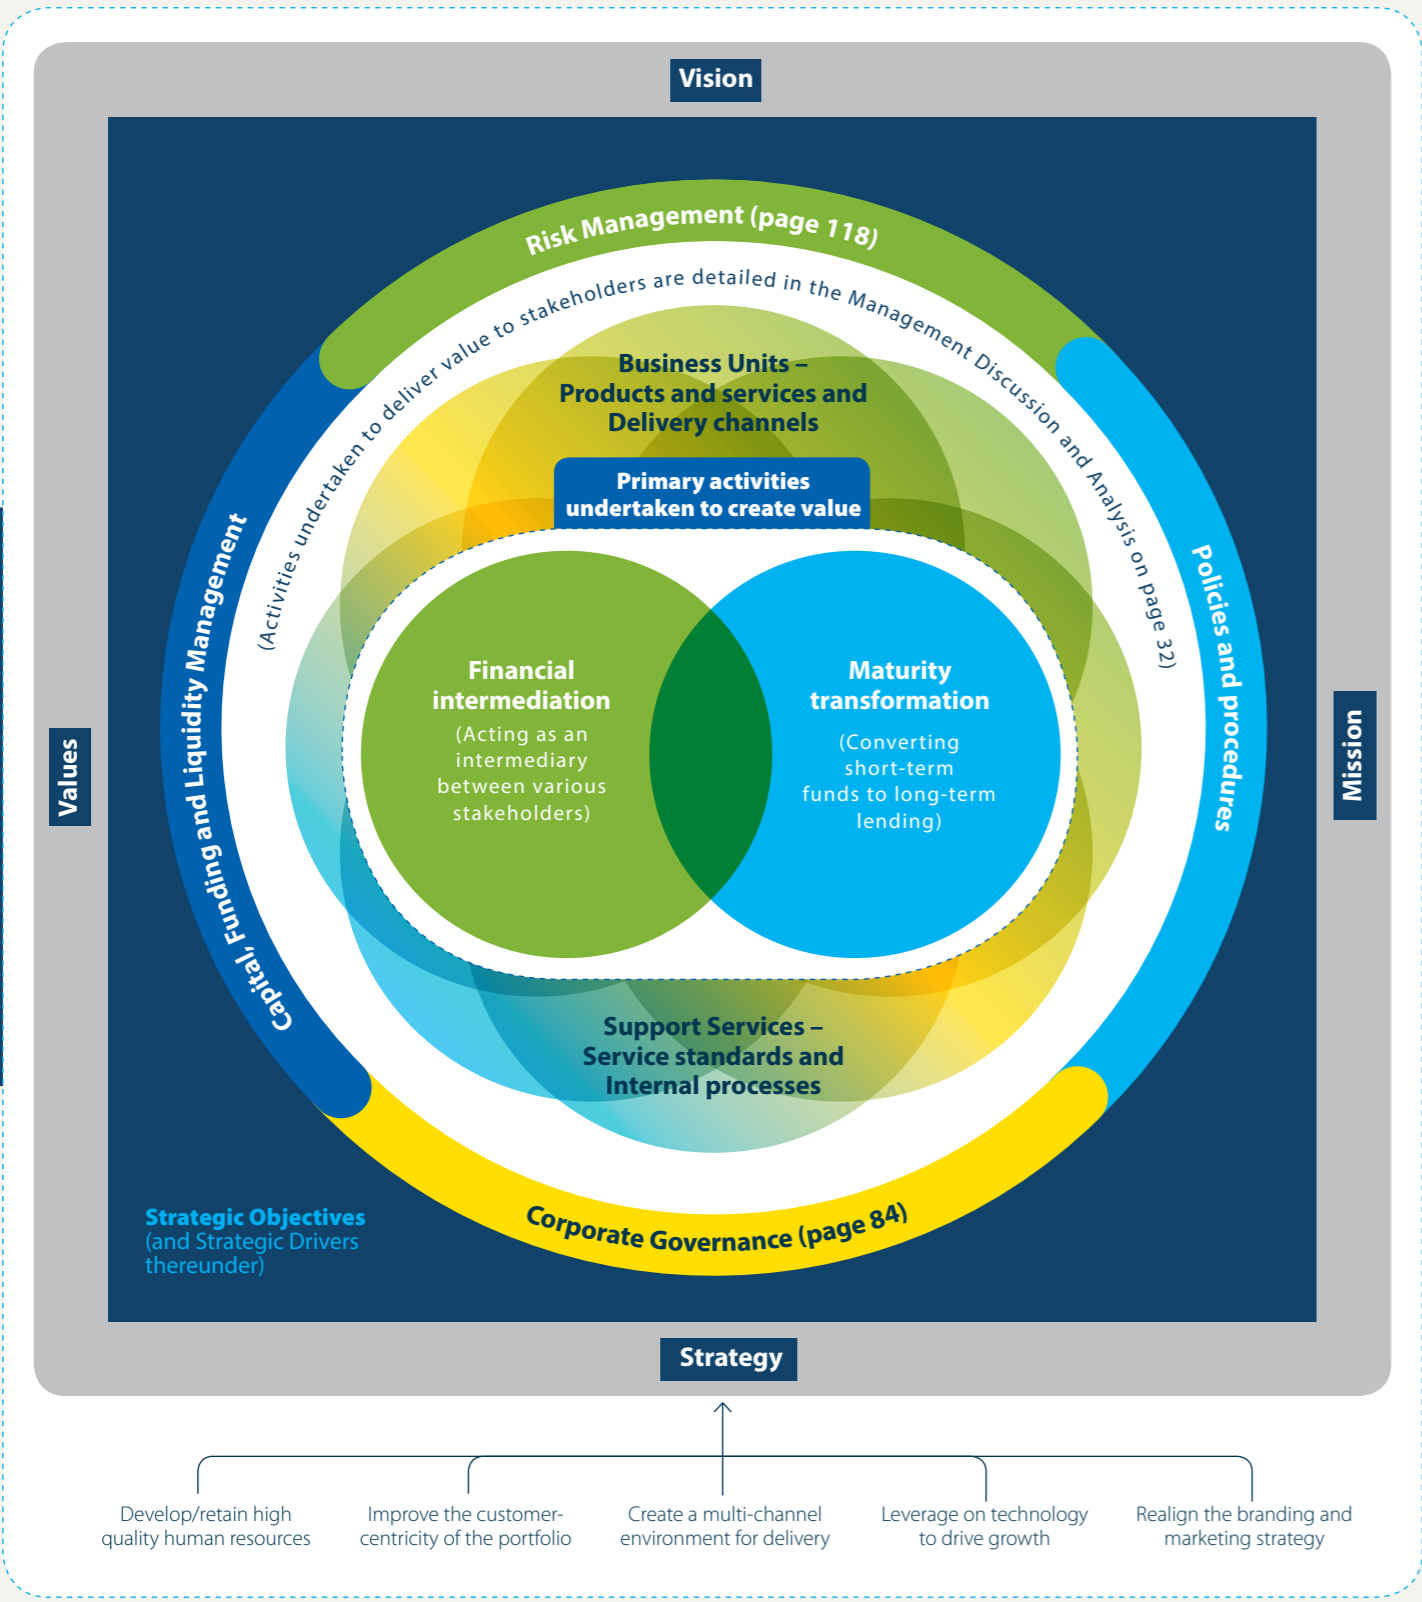 Vision
Risk Management (page 118)
(Activities undertaken to deliver value to stakeholders are detailed in the Management Discussion and Analysis on page 32)
Business Units –
Products and services and
Delivery channels
Primary activities
undertaken to create value
Capital, Funding and Liquidity Management
Policies and procedures
Values
Mission
Financial
intermediation
(Acting as an
intermediary
between various
stakeholders)
Maturity
transformation
(Converting
short-term
funds to long-term
lending)
Support Services –
Service standards and
Internal processes
Corporate Governance (page 84)
Strategic Objectives
(and Strategic Drivers
thereunder)
Strategy
Develop/retain high
quality human resources
Improve the customer-
centricity of the portfolio
Create a multi-channel
environment for delivery
Leverage on technology
to drive growth
Realign the branding and
marketing strategy